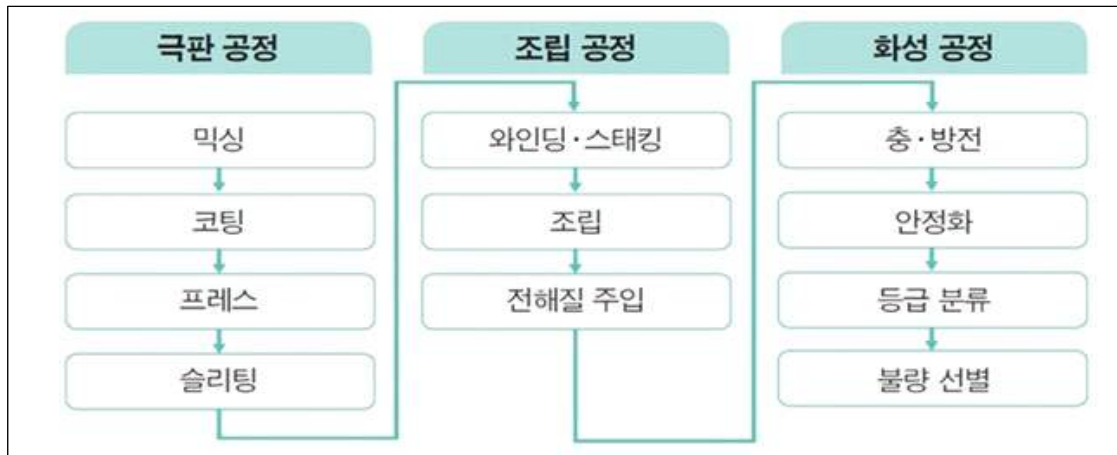 극판 공정
믹싱
코팅
프레스
슬리팅
조립 공정
와인딩·스태킹
조립
전해질 주입
화성 공정
충·방전
안정화
등급 분류
불량 선별